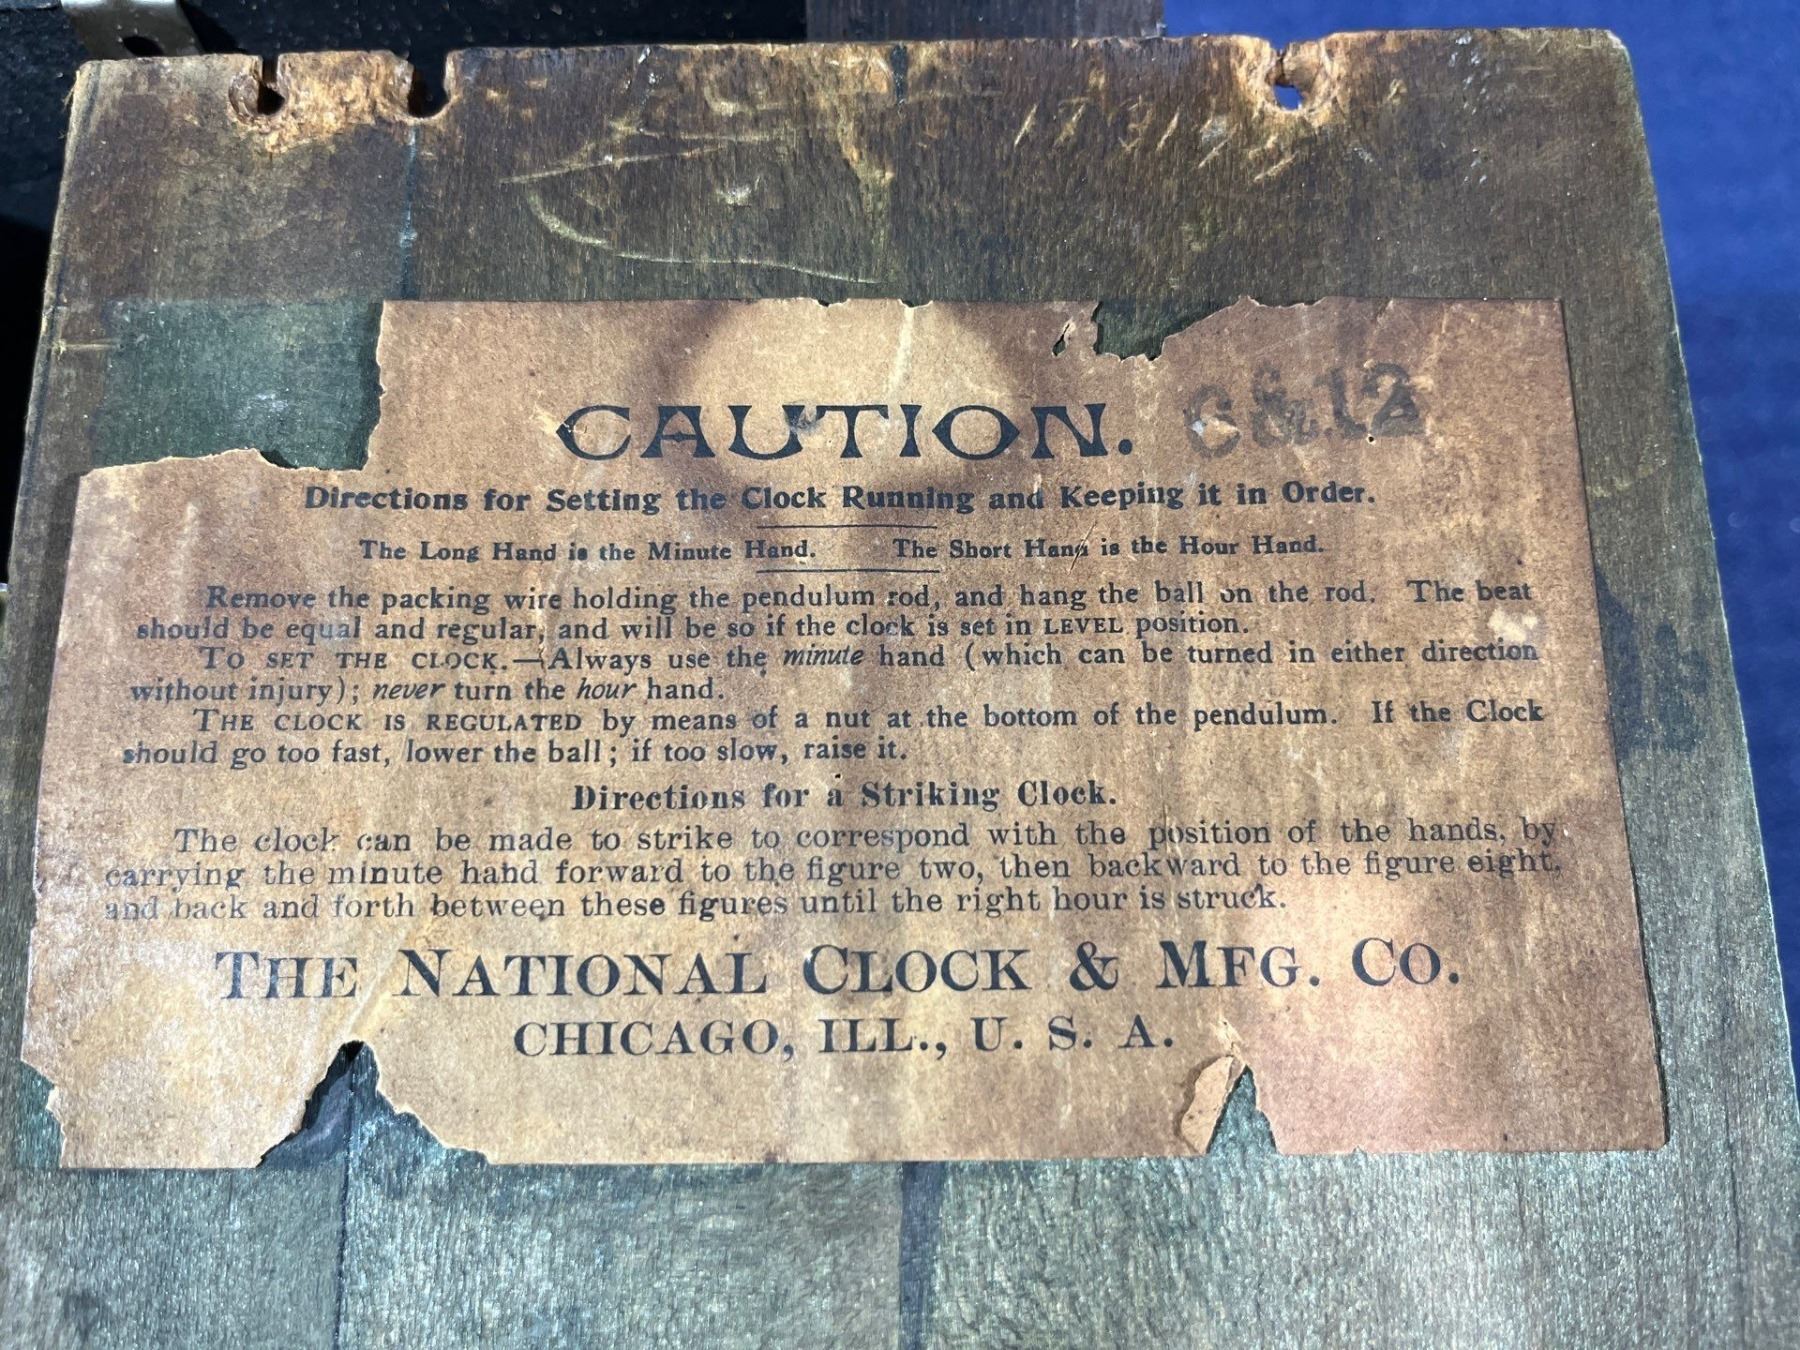 CAUTION. C&.12
Directions for Setting the Clock Running and Keeping it in Order.
The Long Hand is the Minute Hand. The Short Hand is the Hour Hand.
Remove the packing wire holding the pendulum rod, and hang the ball on the rod. The beat
should be equal and regular, and will be so if the clock is set in LEVEL position.
TO SET THE CLOCK.—Always use the minute hand (which can be turned in either direction
without injury); never turn the hour hand.
THE CLOCK IS REGULATED by means of a nut at the bottom of the pendulum. If the Clock
should go too fast, lower the ball; if too slow, raise it.
Directions for a Striking Clock.
The clock can be made to strike to correspond with the position of the hands, by
carrying the minute hand forward to the figure two, then backward to the figure eight,
and back and forth between these figures until the right hour is struck.
THE NATIONAL CLOCK & MFG. CO.
CHICAGO, ILL., U. S. A.